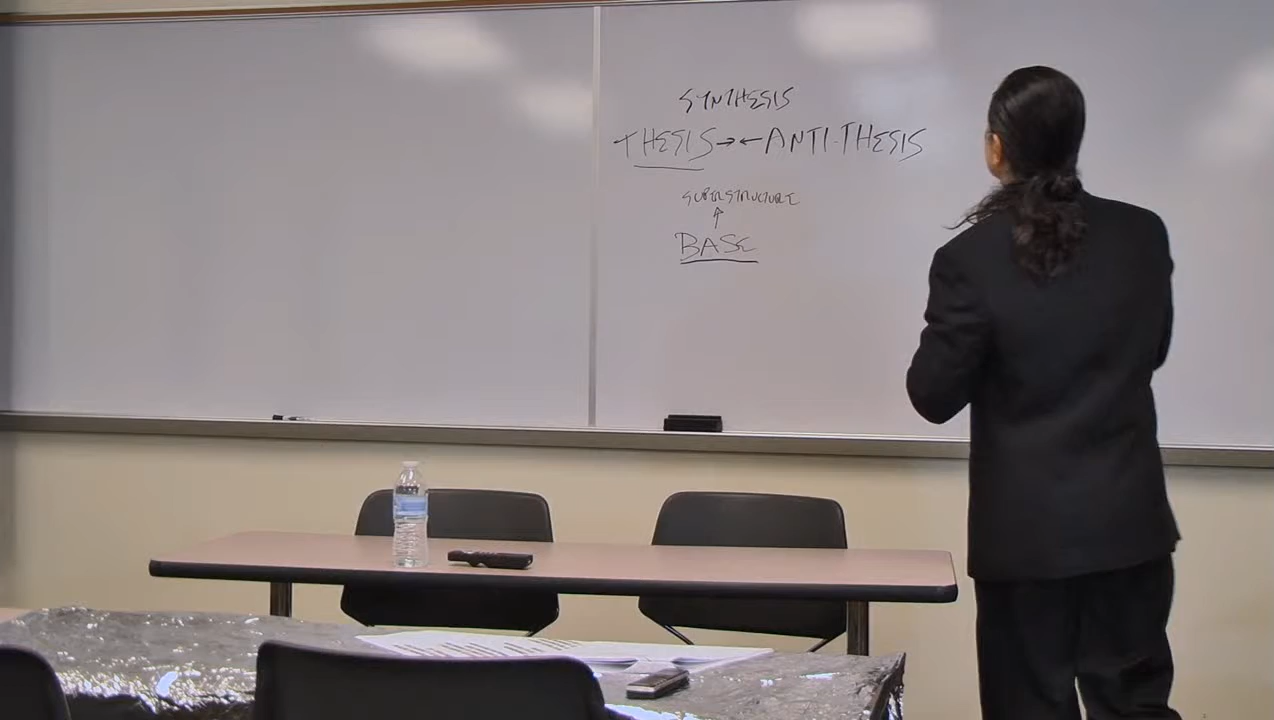 SYNTHESIS
THESIS →← ANTI-THESIS
SUPERSTRUCTURE
↑
BASE